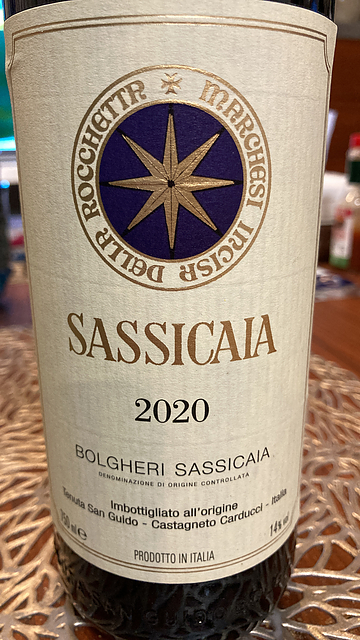 MARCHESI INCISA DELLA ROCCHETTA
SASSICAIA
2020
BOLGHERI SASSICAIA
DENOMINAZIONE DI ORIGINE CONTROLLATA
Imbottigliato all'origine
Tenuta San Guido - Castagneto Carducci - Italia
750 ml e 14% vol
PRODOTTO IN ITALIA